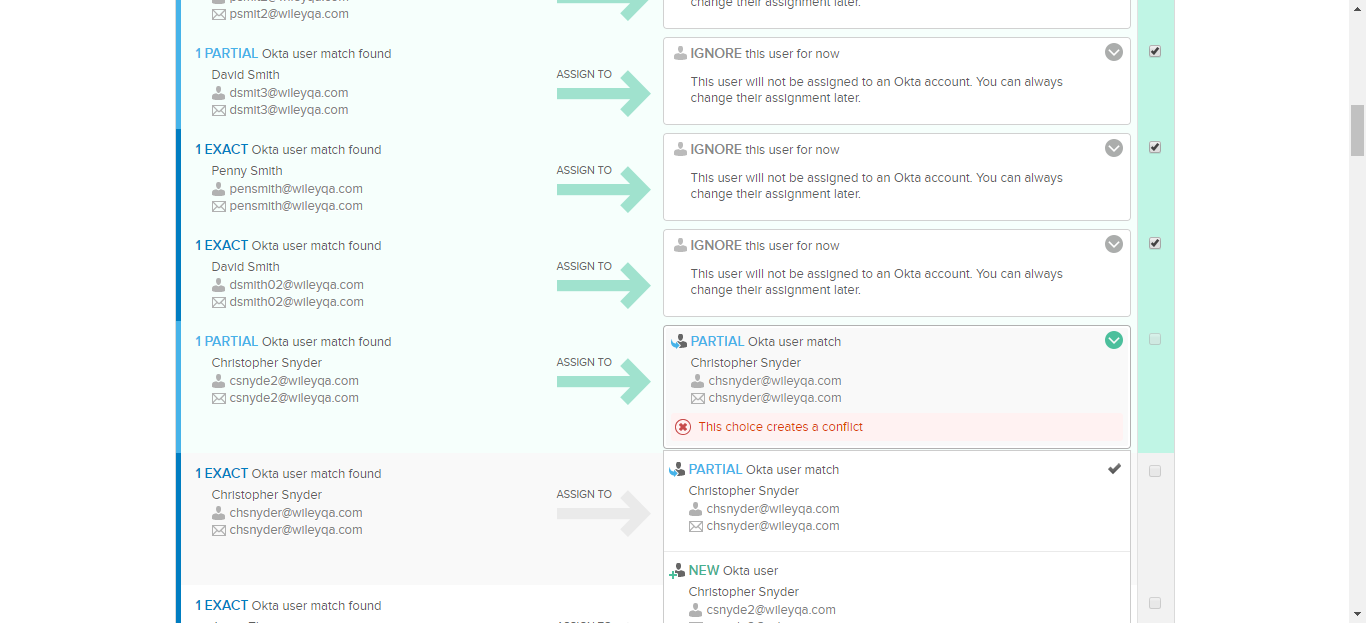 psmit2@wileyqa.com
change their assignment later.
1 PARTIAL Okta user match found
David Smith
dsmit3@wileyqa.com
dsmit3@wileyqa.com
ASSIGN TO
IGNORE this user for now
This user will not be assigned to an Okta account. You can always
change their assignment later.
1 EXACT Okta user match found
Penny Smith
pensmith@wileyqa.com
pensmith@wileyqa.com
ASSIGN TO
IGNORE this user for now
This user will not be assigned to an Okta account. You can always
change their assignment later.
1 EXACT Okta user match found
David Smith
dsmith02@wileyqa.com
dsmith02@wileyqa.com
ASSIGN TO
IGNORE this user for now
This user will not be assigned to an Okta account. You can always
change their assignment later.
1 PARTIAL Okta user match found
Christopher Snyder
csnyde2@wileyqa.com
csnyde2@wileyqa.com
ASSIGN TO
PARTIAL Okta user match
Christopher Snyder
chsnyder@wileyqa.com
chsnyder@wileyqa.com
This choice creates a conflict
1 EXACT Okta user match found
Christopher Snyder
chsnyder@wileyqa.com
chsnyder@wileyqa.com
ASSIGN TO
PARTIAL Okta user match
Christopher Snyder
chsnyder@wileyqa.com
chsnyder@wileyqa.com
NEW Okta user
Christopher Snyder
csnyde2@wileyqa.com
1 EXACT Okta user match found